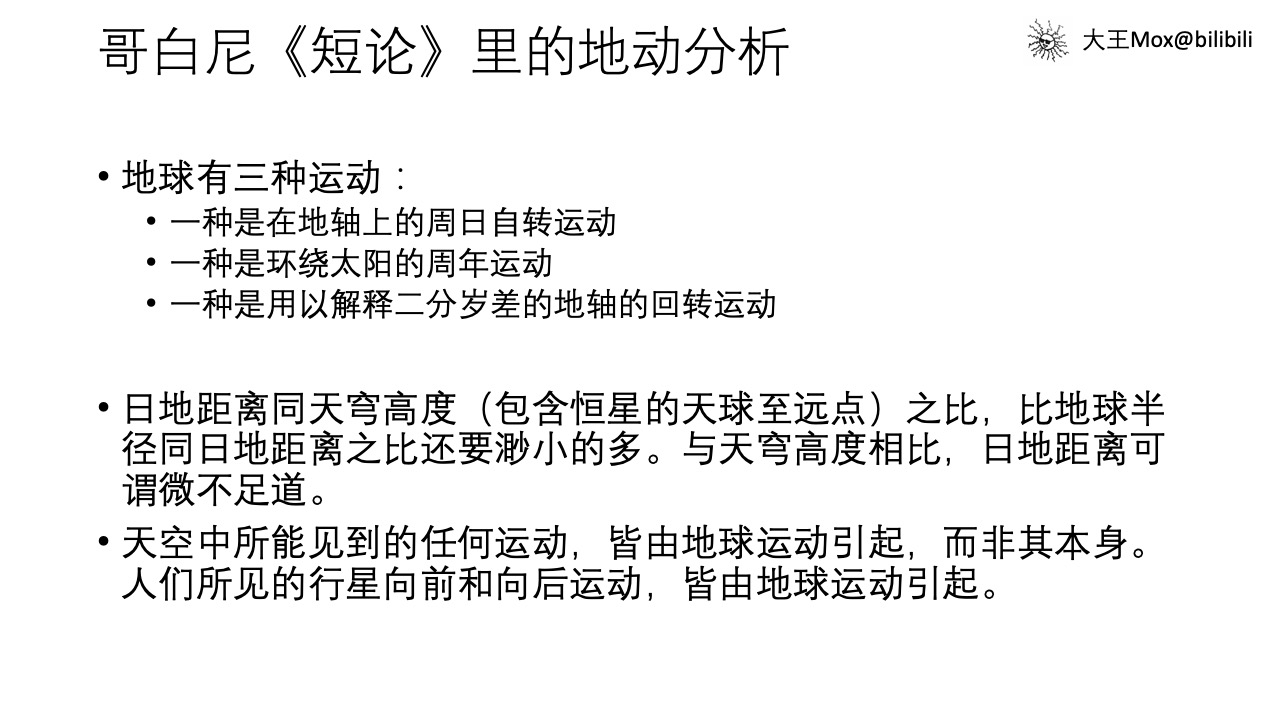 哥白尼《短论》里的地动分析
大王Mox@bilibili
• 地球有三种运动：
• 一种是在地轴上的周日自转运动
• 一种是环绕太阳的周年运动
• 一种是用以解释二分岁差的地轴的回转运动
• 日地距离同天穹高度（包含恒星的天球至远点）之比，比地球半
径同日地距离之比还要渺小的多。与天穹高度相比，日地距离可
谓微不足道。
• 天空中所能见到的任何运动，皆由地球运动引起，而非其本身。
人们所见的行星向前和向后运动，皆由地球运动引起。